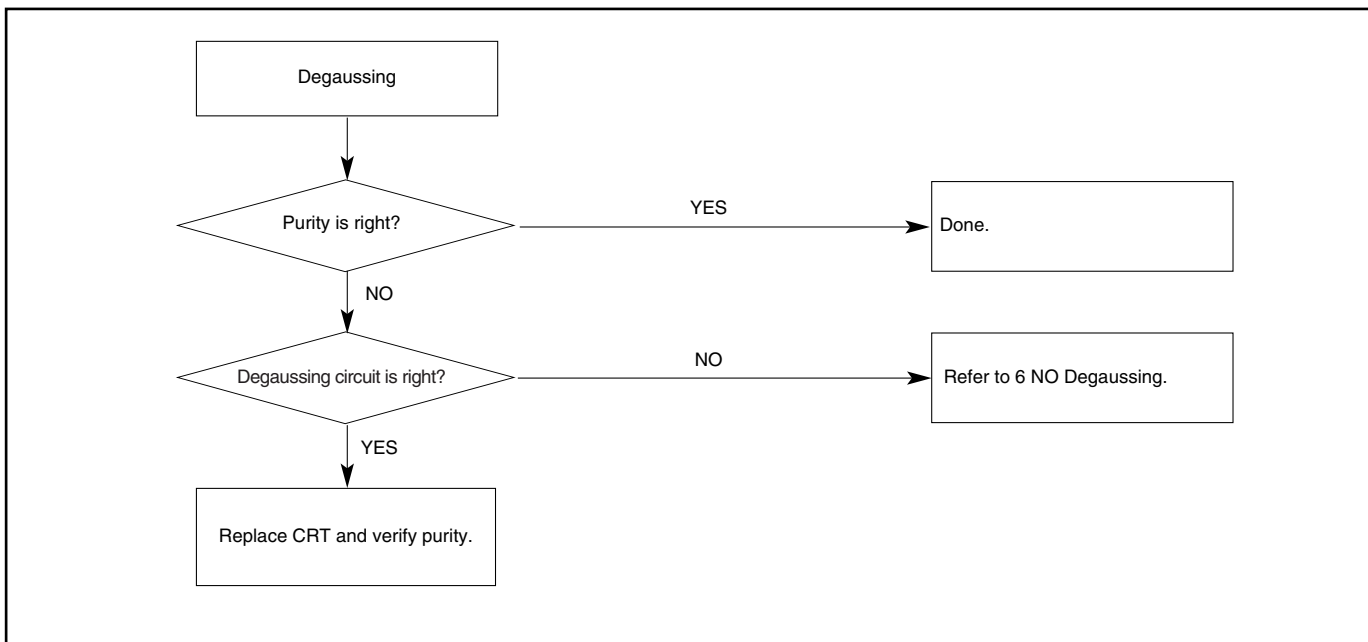 Degaussing
Purity is right?
YES
Done.
NO
Degaussing circuit is right?
NO
Refer to 6 NO Degaussing.
YES
Replace CRT and verify purity.